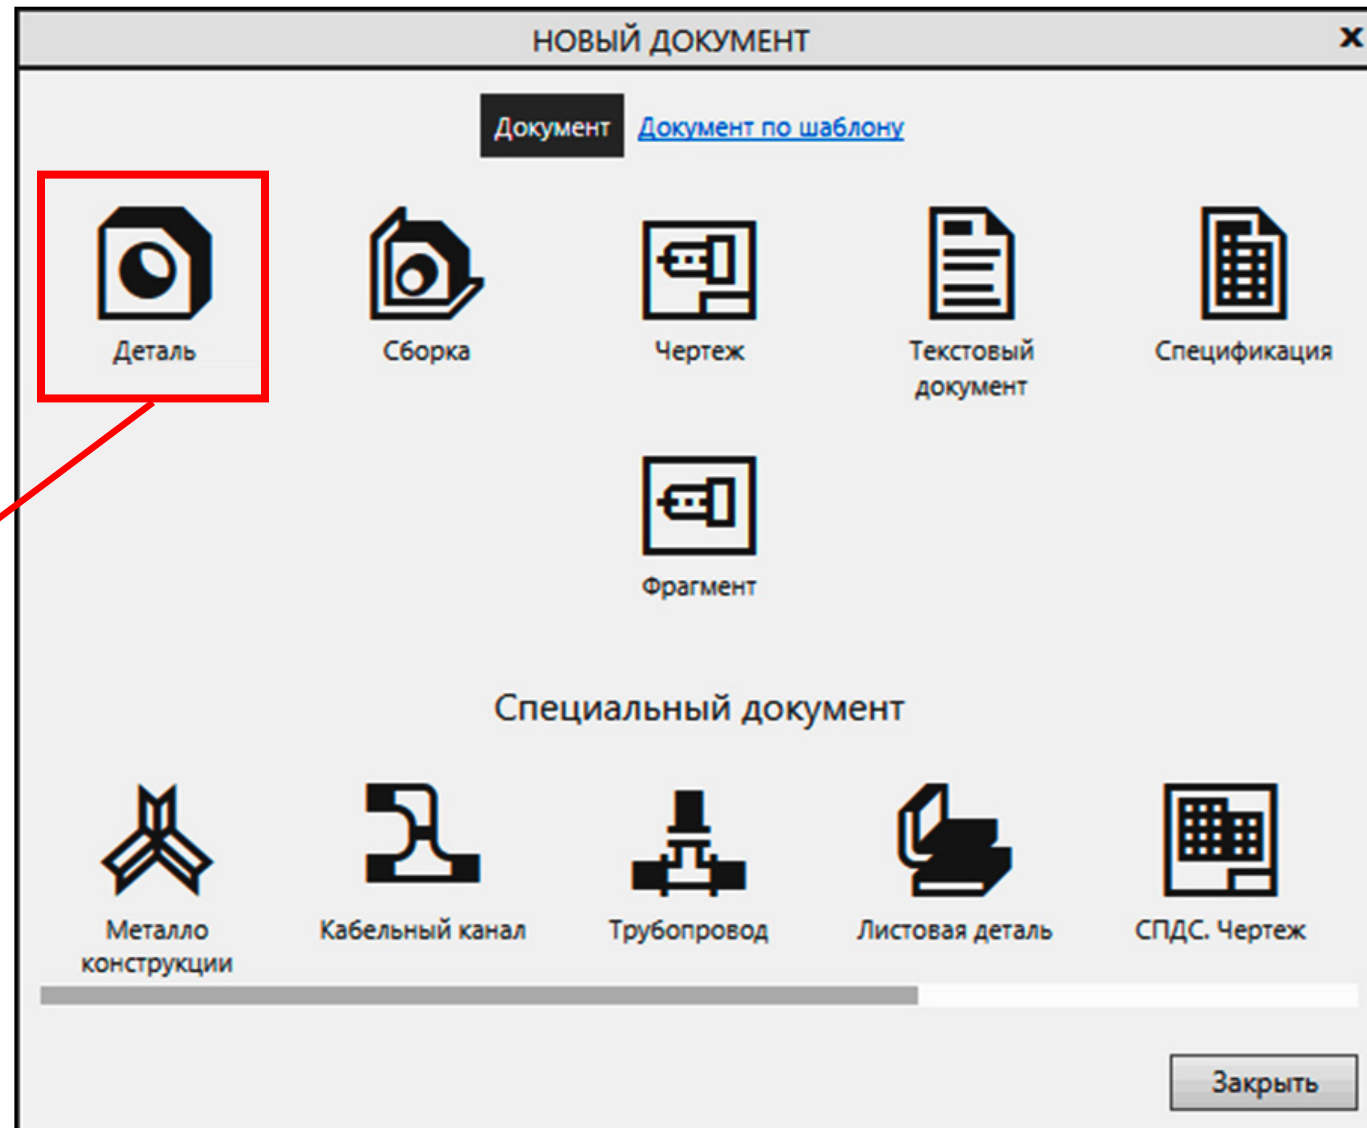 НОВЫЙ ДОКУМЕНТ
Документ Документ по шаблону
Деталь Сборка Чертеж Текстовый документ Спецификация
Фрагмент
Специальный документ
Металло конструкции Кабельный канал Трубопровод Листовая деталь СПДС. Чертеж
Закрыть